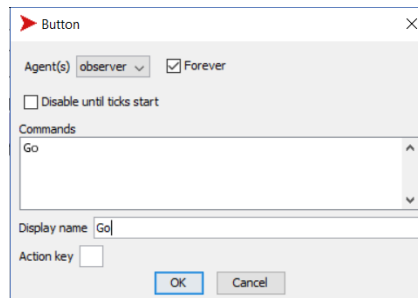 Button
Agent(s) observer Forever
Disable until ticks start
Commands
Go
Display name Go
Action key
OK Cancel